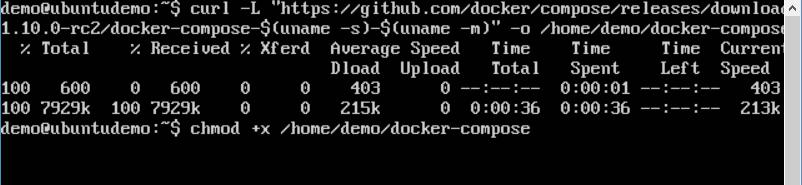 demo@ubuntudemo:~$ curl -L "https://github.com/docker/compose/releases/download
1.10.0-rc2/docker-compose-$(uname -s)-$(uname -m)" -o /home/demo/docker-compose
% Total % Received % Xferd Average Speed Time Time Time Current
Dload Upload Total Spent Left Speed
100 600 0 600 0 0 403 0 --:--:-- 0:00:01 --:--:-- 403
100 7929k 100 7929k 0 0 215k 0 0:00:36 0:00:36 --:--:-- 213k
demo@ubuntudemo:~$ chmod +x /home/demo/docker-compose